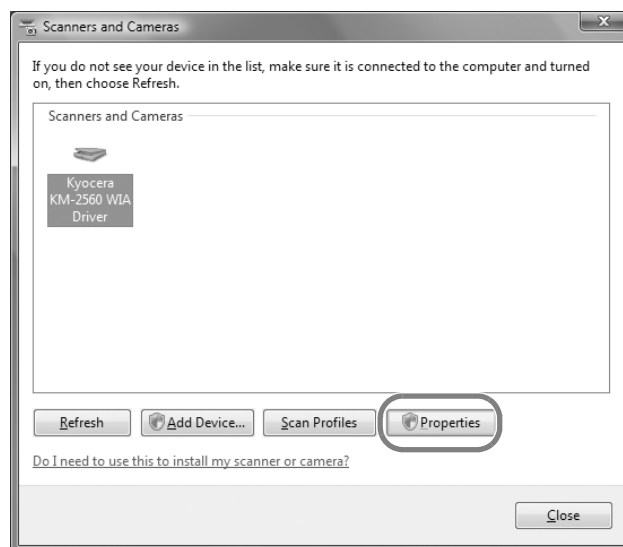 Scanners and Cameras
If you do not see your device in the list, make sure it is connected to the computer and turned
on, then choose Refresh.
Scanners and Cameras
Kyocera
KM-2560 WIA
Driver
Refresh
Add Device...
Scan Profiles
Properties
Do I need to use this to install my scanner or camera?
Close